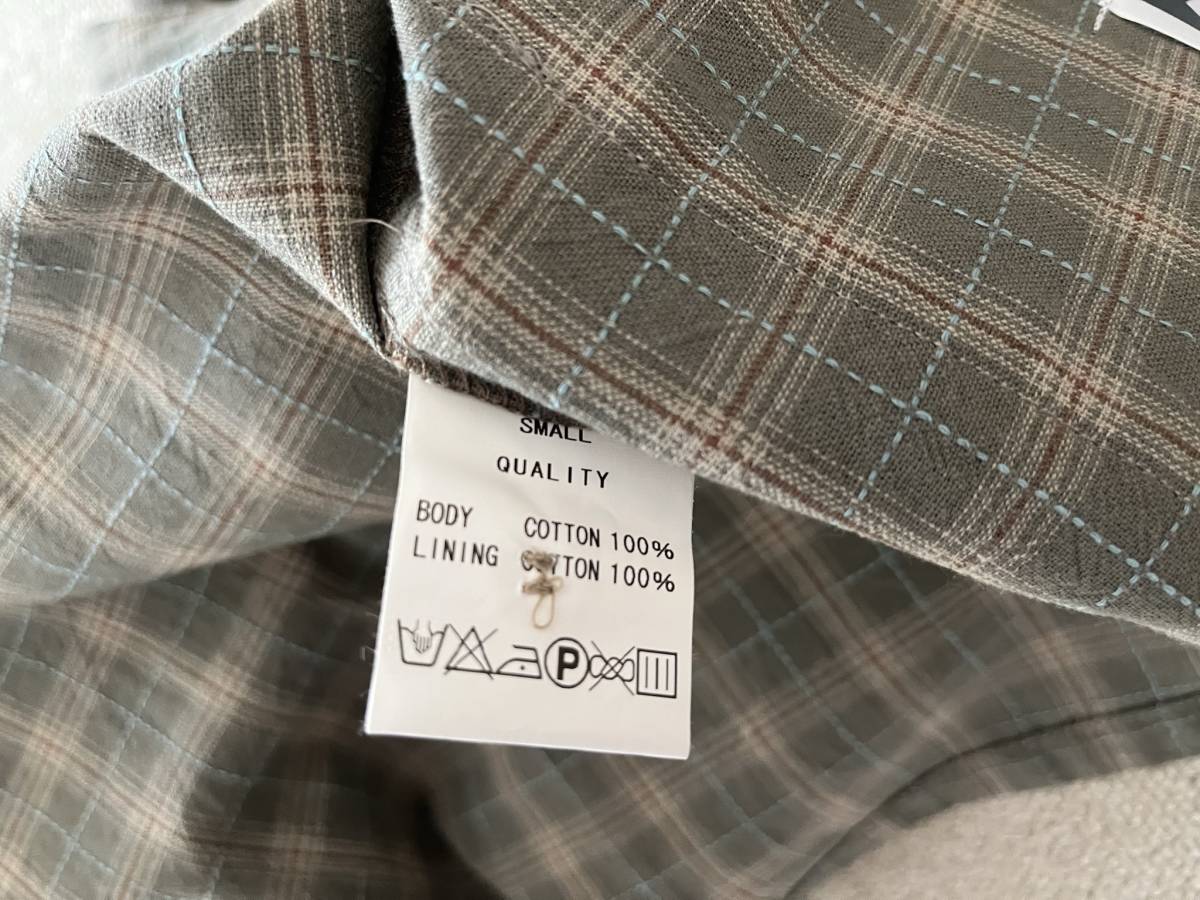 SMALL
QUALITY
BODY COTTON 100%
LINING COTTON 100%
P